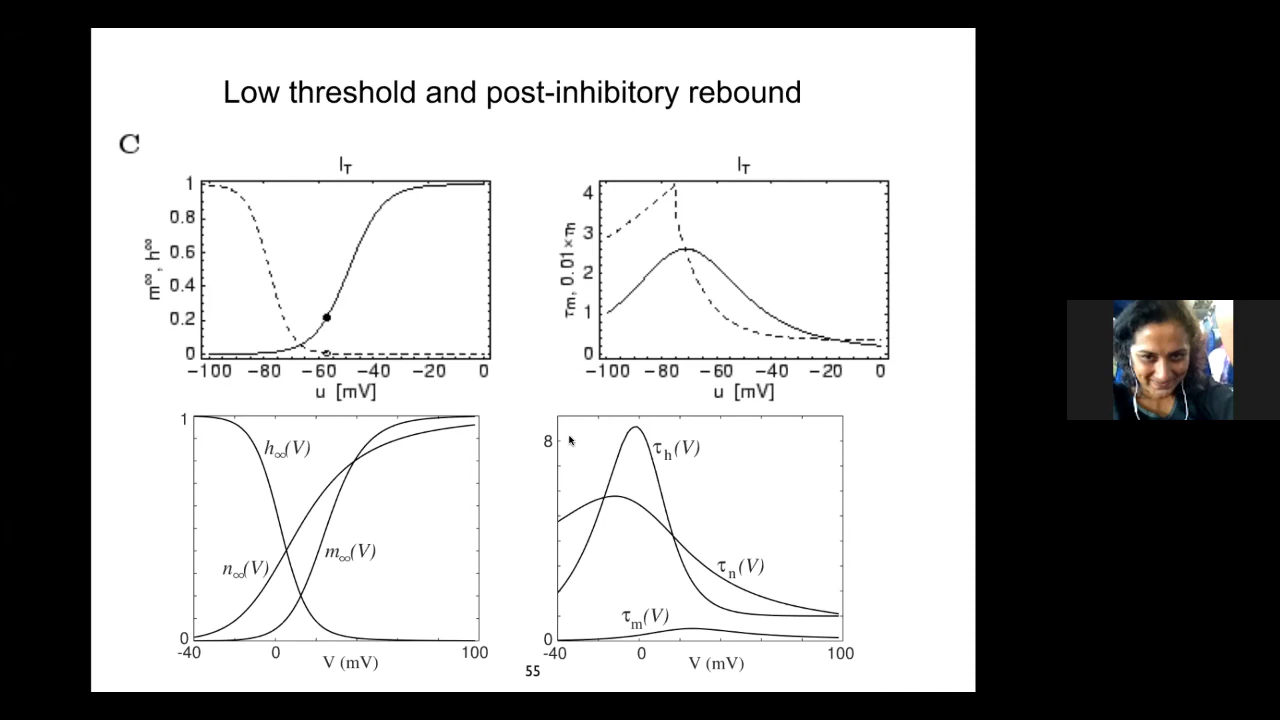 Low threshold and post-inhibitory rebound
C
I_T
1
0.8
0.6
0.4
0.2
0
m∞, h∞
−100 −80 −60 −40 −20 0
u [mV]
I_T
4
3
2
1
0
τm, 0.01×τh
−100 −80 −60 −40 −20 0
u [mV]
1
0
h∞(V)
n∞(V)
m∞(V)
-40 0 100
V (mV)
8
0
τh(V)
τn(V)
τm(V)
-40 0 100
V (mV)
55